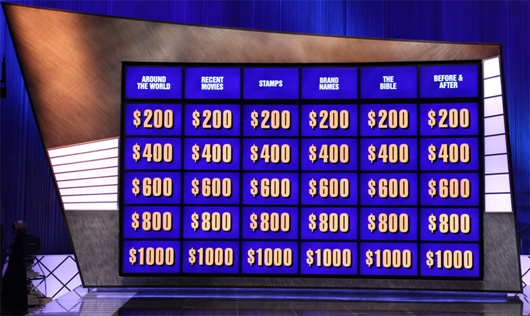 AROUND THE WORLD RECENT MOVIES STAMPS BRAND NAMES THE BIBLE BEFORE & AFTER
$200 $200 $200 $200 $200 $200
$400 $400 $400 $400 $400 $400
$600 $600 $600 $600 $600 $600
$800 $800 $800 $800 $800 $800
$1000 $1000 $1000 $1000 $1000 $1000